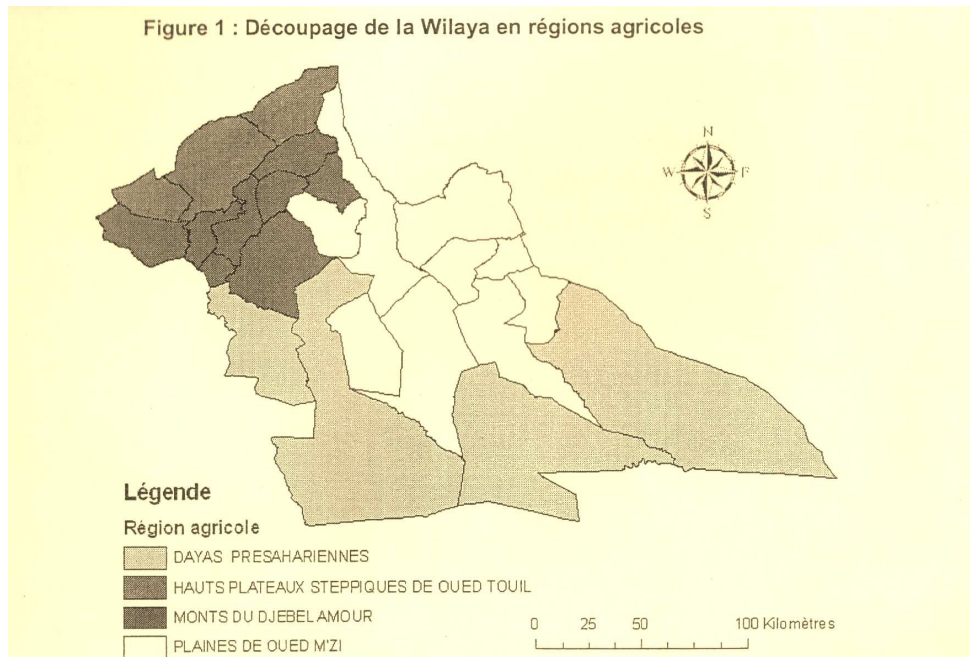 Figure 1 : Découpage de la Wilaya en régions agricoles
N
W
E
S
Légende
Région agricole
DAYAS PRESAHARIENNES
HAUTS PLATEAUX STEPPIQUES DE OUED TOUIL
MONTS DU DJEBEL AMOUR
PLAINES DE OUED M'ZI
0 25 50 100 Kilomètres